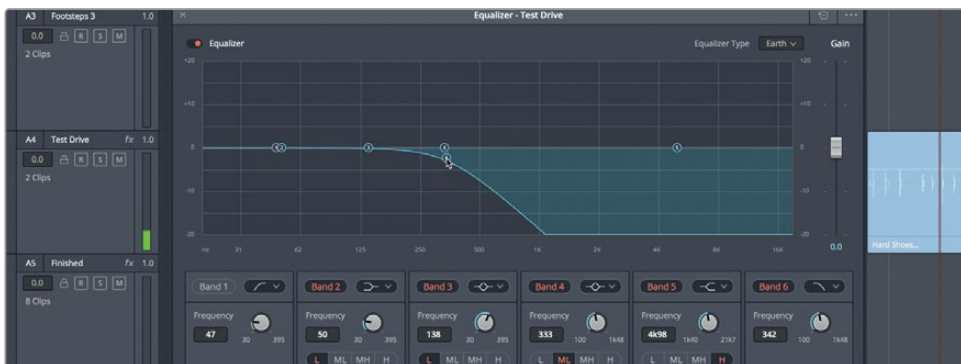 A3 Footsteps 3 1.0
0.0 R S M
2 Clips
A4 Test Drive fx 1.0
0.0 R S M
2 Clips
A5 Finished fx 1.0
0.0 R S M
8 Clips
Equalizer - Test Drive
Equalizer
Equalizer Type Earth
Gain
+20 +20
+10 +10
0 0
-10 -10
-20 -20
Hz 31 62 125 250 500 1K 2K 4K 8K 16K
0.0
2 3 4 5 6
Hard Shoes...
Band 1 Band 2 Band 3 Band 4 Band 5 Band 6
Frequency Frequency Frequency Frequency Frequency Frequency
47 30 395 50 30 395 138 30 395 333 100 1k48 4k98 1k40 21k7 342 100 1k48
L ML MH H L ML MH H L ML MH H L ML MH H